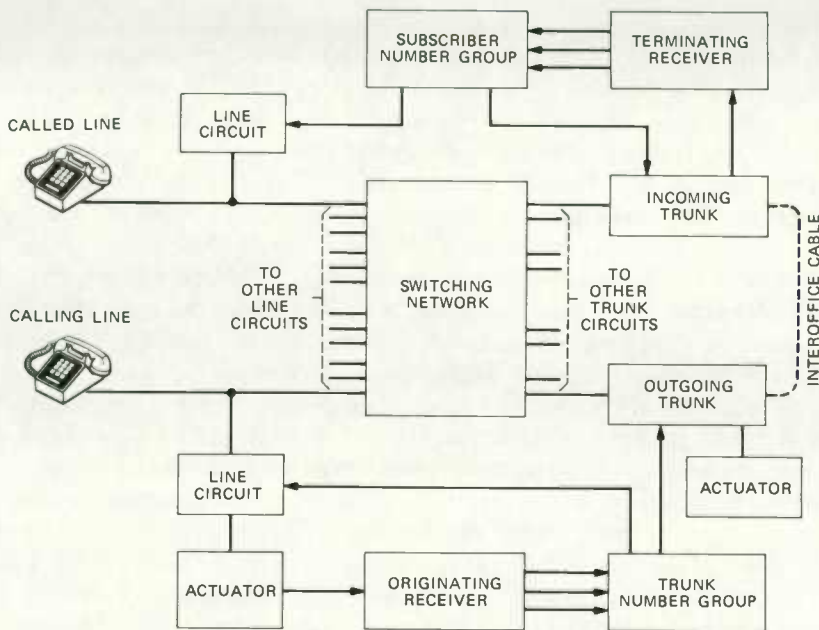 SUBSCRIBER
NUMBER GROUP
TERMINATING
RECEIVER
LINE
CIRCUIT
CALLED LINE
INCOMING
TRUNK
TO
OTHER
LINE
CIRCUITS
SWITCHING
NETWORK
TO
OTHER
TRUNK
CIRCUITS
INTEROFFICE CABLE
CALLING LINE
OUTGOING
TRUNK
LINE
CIRCUIT
ACTUATOR
ACTUATOR
ORIGINATING
RECEIVER
TRUNK
NUMBER GROUP